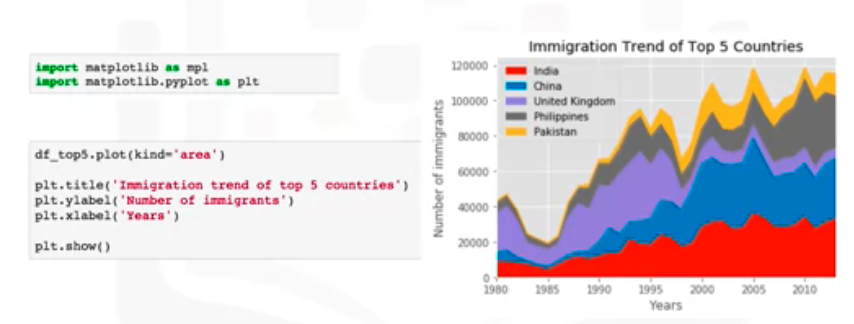 import matplotlib as mpl
import matplotlib.pyplot as plt
df_top5.plot(kind='area')
plt.title('Immigration trend of top 5 countries')
plt.ylabel('Number of immigrants')
plt.xlabel('Years')
plt.show()
Immigration Trend of Top 5 Countries
120000
100000
80000
60000
40000
20000
0
Number of immigrants
India
China
United Kingdom
Philippines
Pakistan
1980 1985 1990 1995 2000 2005 2010
Years